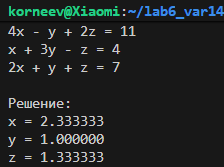 korneev@Xiaomi:~/lab6_var14
4x - y + 2z = 11
x + 3y - z = 4
2x + y + z = 7
Решение:
x = 2.333333
y = 1.000000
z = 1.333333